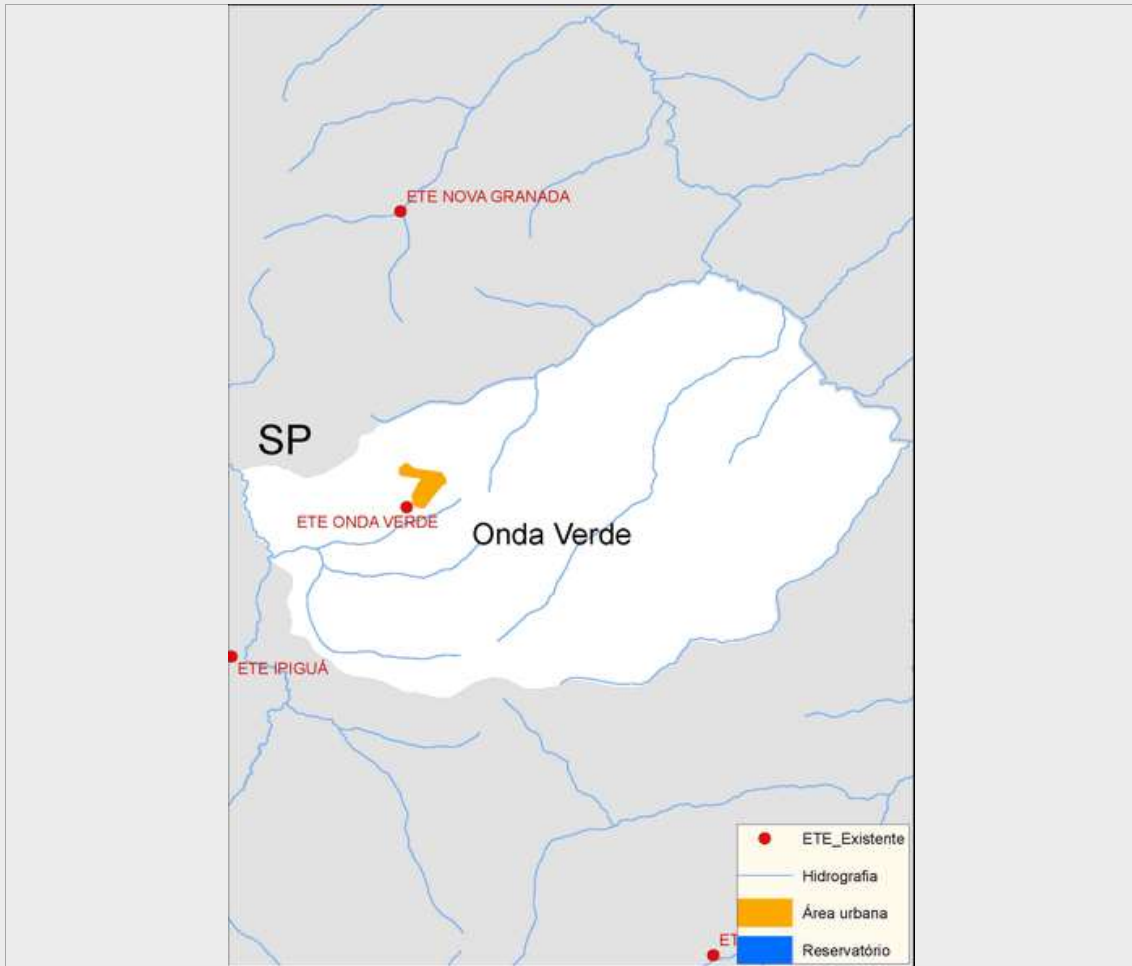 ETE NOVA GRANADA
SP
ETE ONDA VERDE
Onda Verde
ETE IPIGUÁ
ETE_Existente
Hidrografia
Área urbana
Reservatório